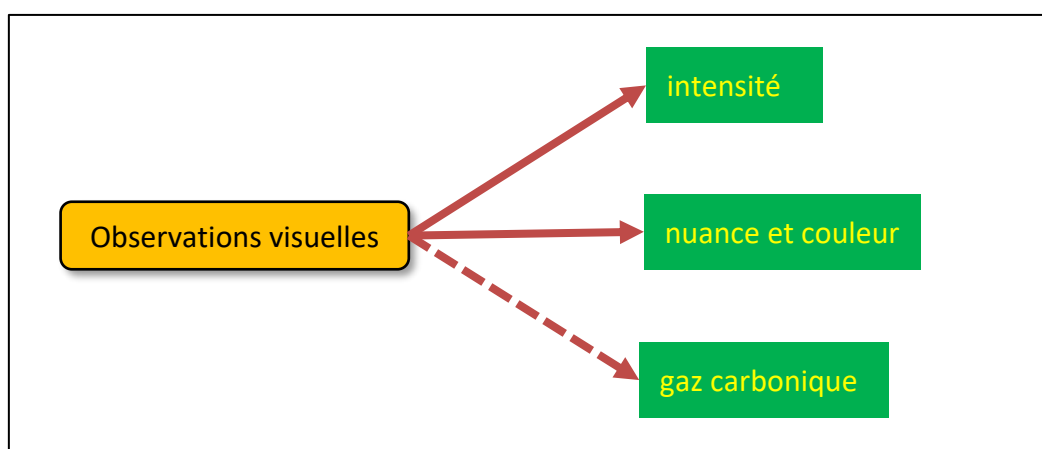 intensité
Observations visuelles
nuance et couleur
gaz carbonique